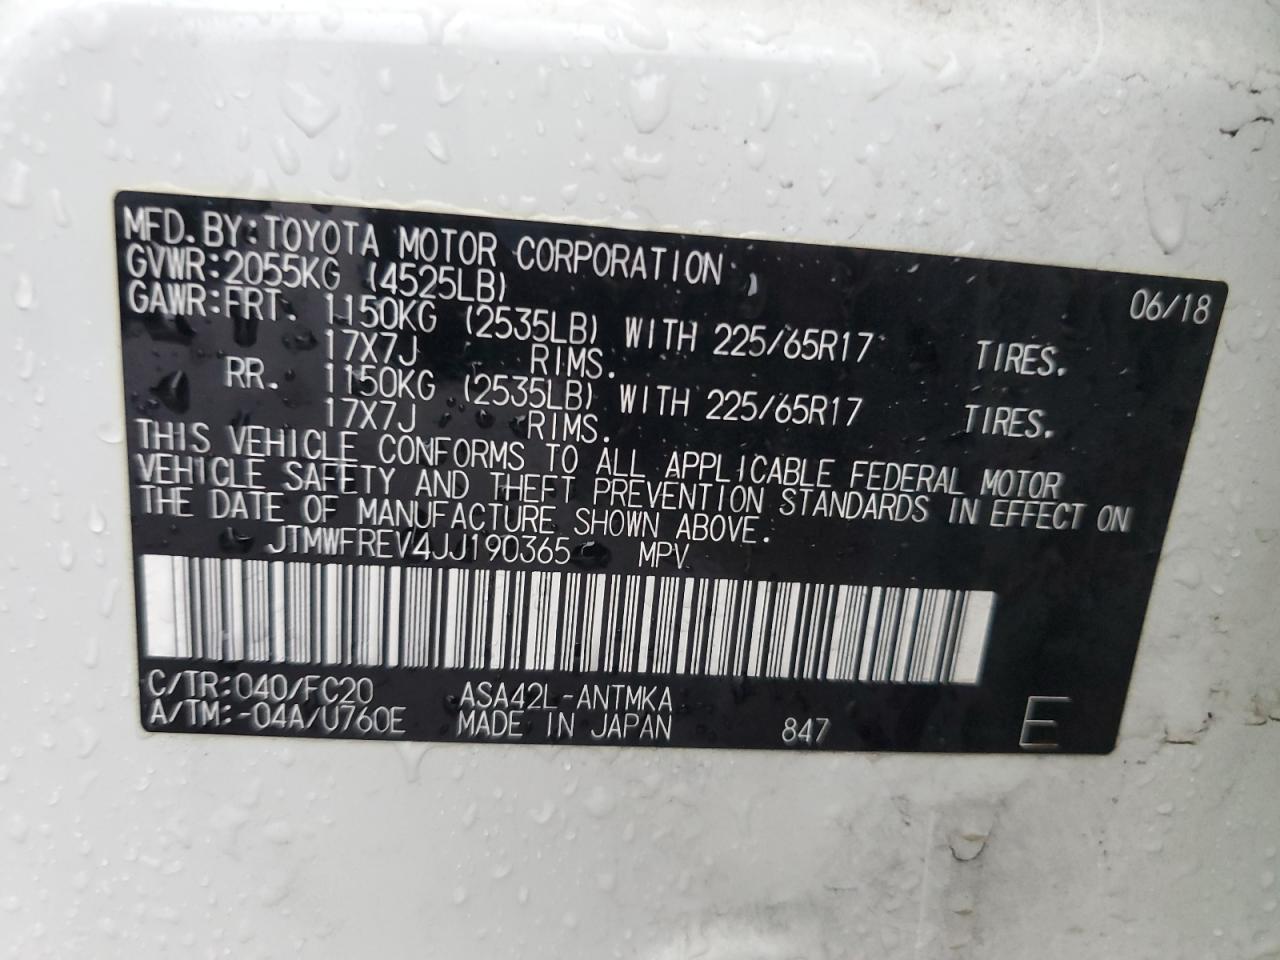 MFD. BY:TOYOTA MOTOR CORPORATION 06/18
GVWR:2055KG (4525LB)
GAWR:FRT. 1150KG (2535LB) WITH 225/65R17 TIRES.
17X7J RIMS.
RR. 1150KG (2535LB) WITH 225/65R17 TIRES.
17X7J RIMS.
THIS VEHICLE CONFORMS TO ALL APPLICABLE FEDERAL MOTOR
VEHICLE SAFETY AND THEFT PREVENTION STANDARDS IN EFFECT ON
THE DATE OF MANUFACTURE SHOWN ABOVE.
JTMWFREV4JJ190365 MPV
C/TR:040/FC20 ASA42L-ANTMKA
A/TM:-04A/U760E MADE IN JAPAN 847 E